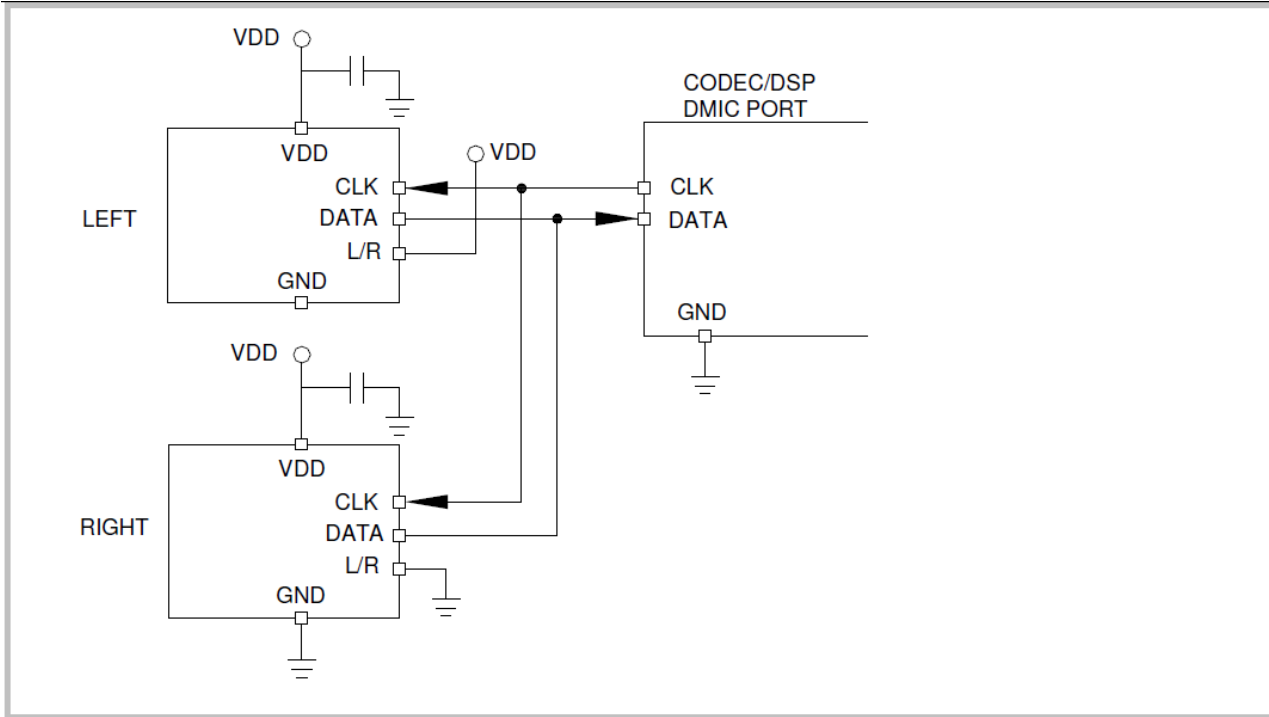 VDD
CODEC/DSP
DMIC PORT
VDD
VDD
CLK
CLK
LEFT
DATA
DATA
L/R
GND
GND
VDD
VDD
CLK
RIGHT
DATA
L/R
GND